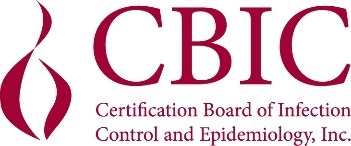 CBIC
Certification Board of Infection
Control and Epidemiology, Inc.